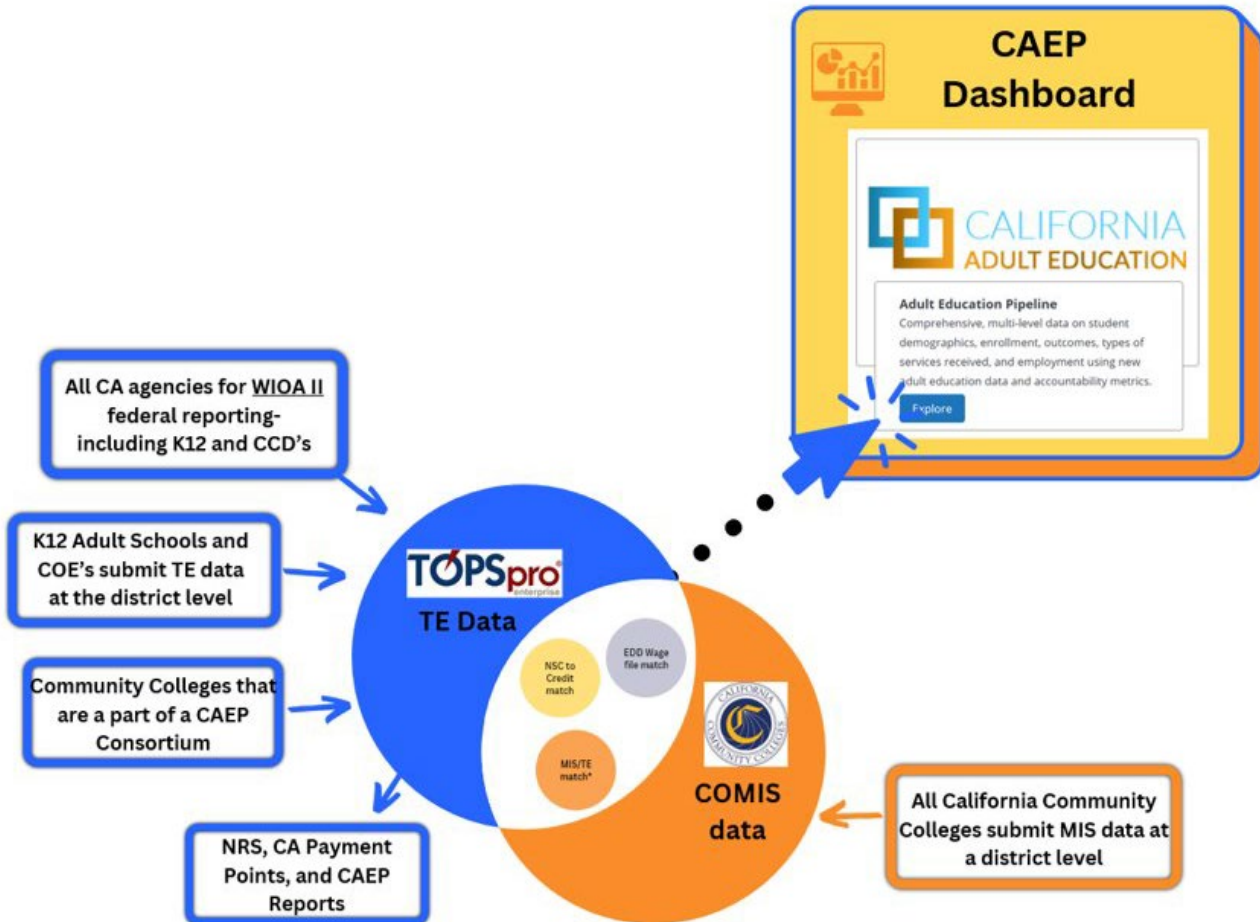 CAEP
Dashboard
CALIFORNIA
ADULT EDUCATION
Adult Education Pipeline
Comprehensive, multi-level data on student
demographics, enrollment, outcomes, types of
services received, and employment using new
adult education data and accountability metrics.
Explore
All CA agencies for WIOA II
federal reporting-
including K12 and CCD's
K12 Adult Schools and
COE's submit TE data
at the district level
Community Colleges that
are a part of a CAEP
Consortium
NRS, CA Payment
Points, and CAEP
Reports
TOPSpro®
enterprise
TE Data
NSC to
Credit
match
EDD Wage
file match
MIS/TE
match*
CALIFORNIA
COMMUNITY COLLEGES
COMIS
data
All California Community
Colleges submit MIS data at
a district level